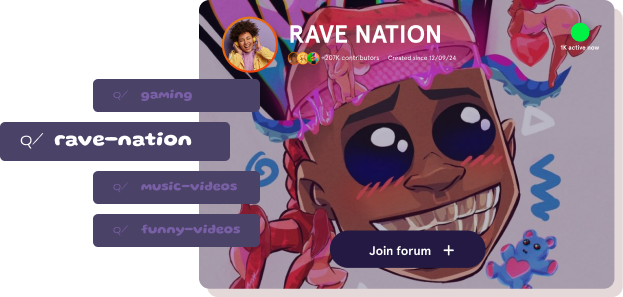 RAVE NATION
+207K contributors Created since 12/09/24
1K active now
q/ gaming
q/ rave-nation
q/ music-videos
q/ funny-videos
Join forum +